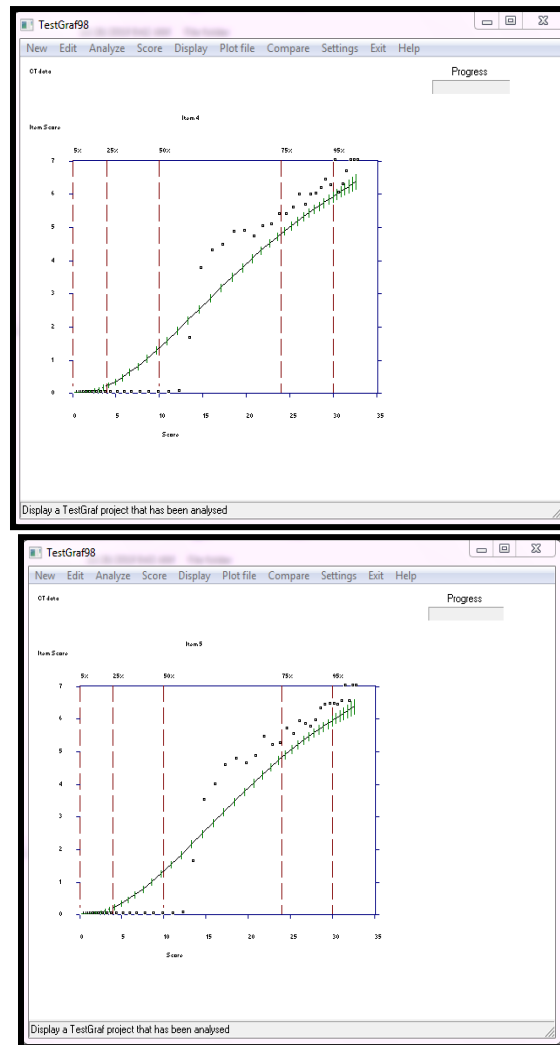 TestGraf98
New Edit Analyze Score Display Plot file Compare Settings Exit Help
CT data
Progress
Item 4
Item Score
5% 25% 50% 75% 95%
7
6
5
4
3
2
1
0
0 5 10 15 20 25 30 35
Score
Display a TestGraf project that has been analysed
TestGraf98
New Edit Analyze Score Display Plot file Compare Settings Exit Help
CT data
Progress
Item 5
Item Score
5% 25% 50% 75% 95%
7
6
5
4
3
2
1
0
0 5 10 15 20 25 30 35
Score
Display a TestGraf project that has been analysed